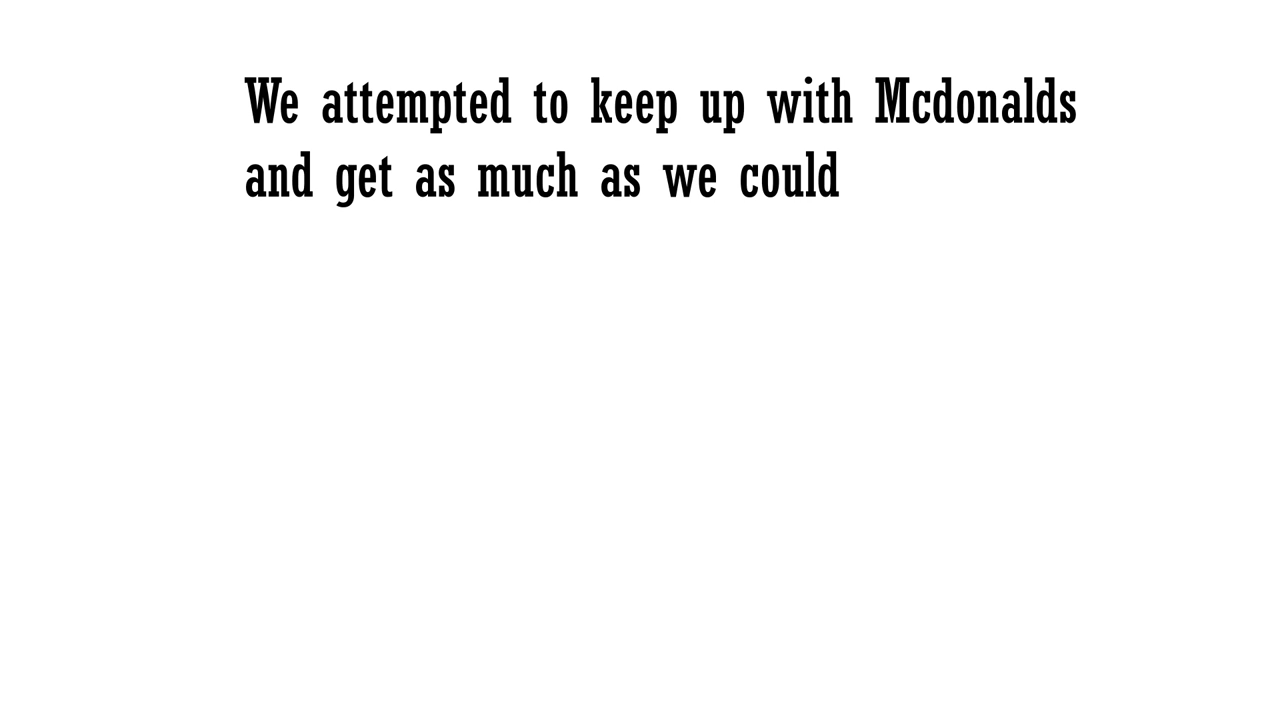 We attempted to keep up with Mcdonalds
and get as much as we could